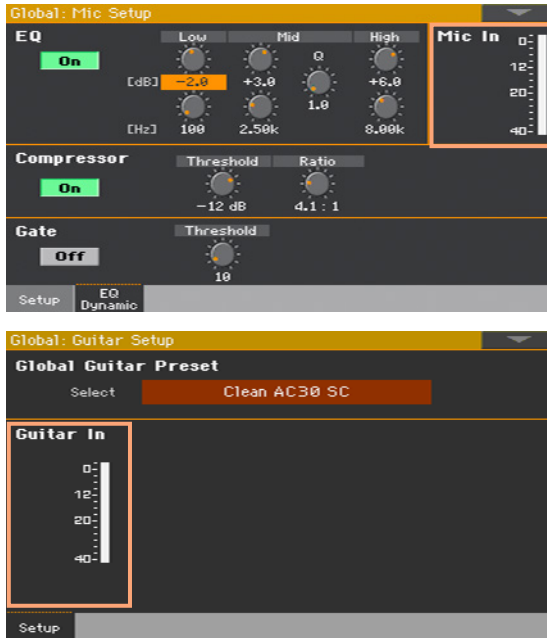 Global: Mic Setup
EQ
Low Mid High
Mic In
On
Q
[dB] -2.0 +3.0 +6.0
1.0
[Hz] 100 2.50k 8.00k
0
12
20
40
Compressor
Threshold Ratio
On
-12 dB 4.1 : 1
Gate
Threshold
Off
10
Setup
EQ
Dynamic
Global: Guitar Setup
Global Guitar Preset
Select Clean AC30 SC
Guitar In
0
12
20
40
Setup